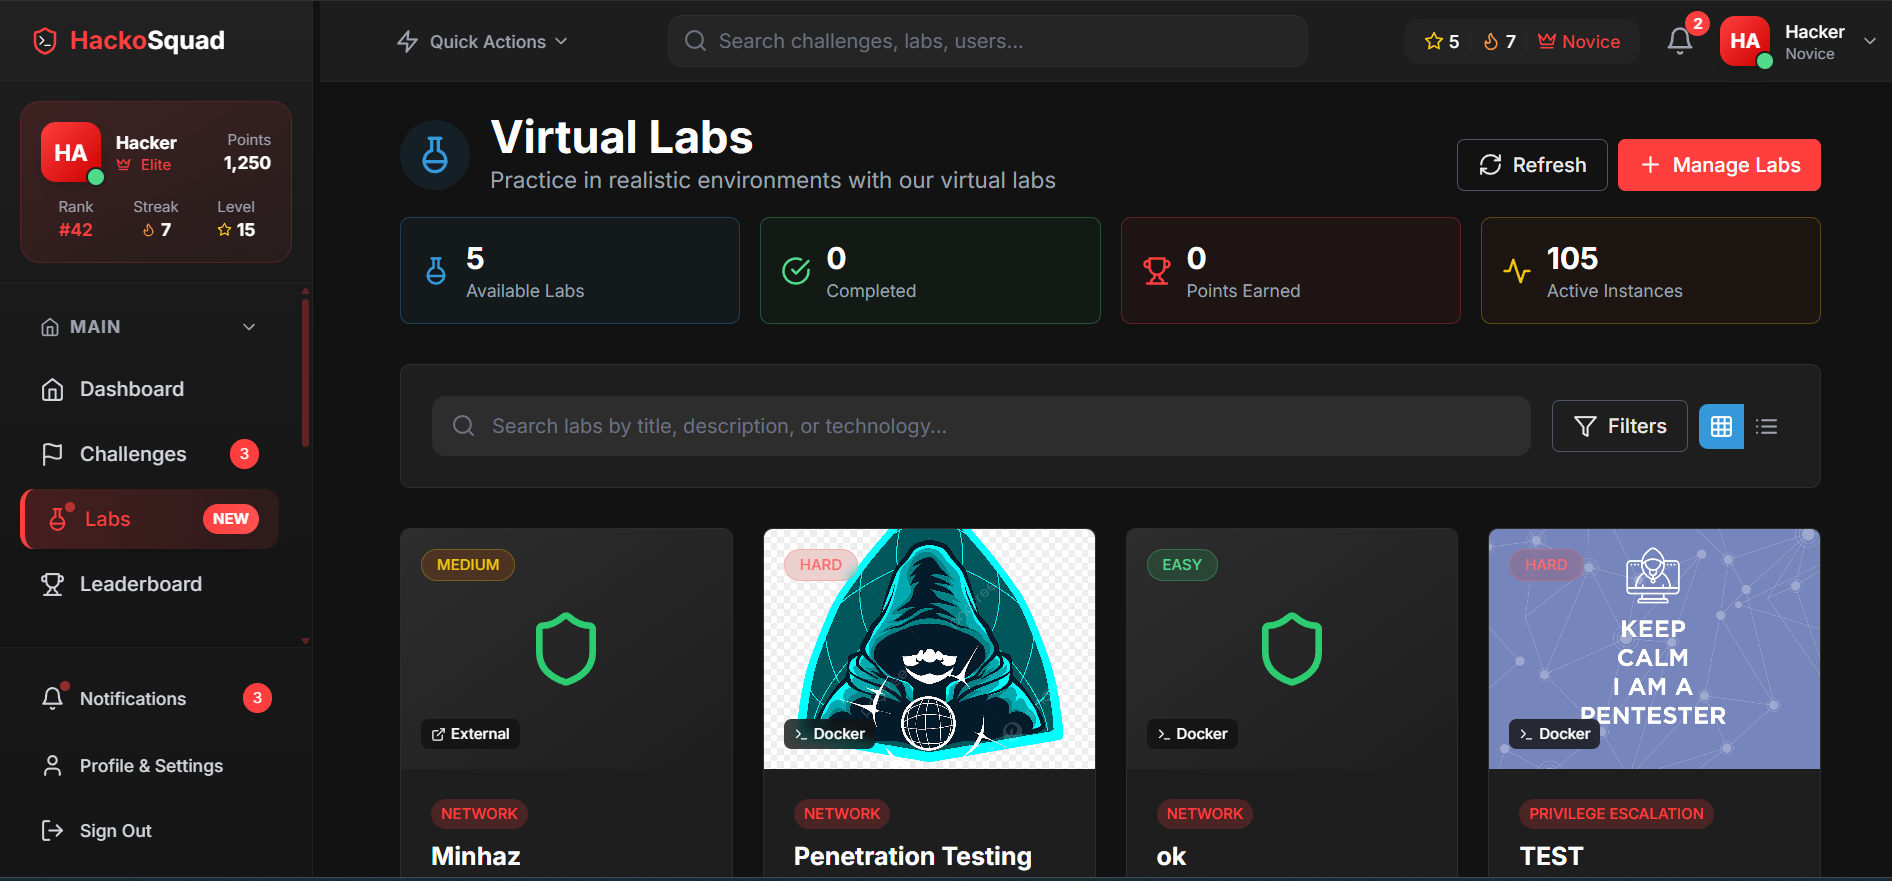 HackoSquad
Quick Actions
Search challenges, labs, users...
5
7
Novice
2
HA
Hacker
Novice
HA
Hacker
Elite
Points
1,250
Rank
#42
Streak
7
Level
15
MAIN
Dashboard
Challenges
3
Labs
NEW
Leaderboard
Notifications
3
Profile & Settings
Sign Out
Virtual Labs
Practice in realistic environments with our virtual labs
Refresh
Manage Labs
5
Available Labs
0
Completed
0
Points Earned
105
Active Instances
Search labs by title, description, or technology...
Filters
MEDIUM
External
NETWORK
Minhaz
HARD
Docker
NETWORK
Penetration Testing
EASY
Docker
NETWORK
ok
HARD
KEEP
CALM
I AM A
PENTESTER
Docker
PRIVILEGE ESCALATION
TEST